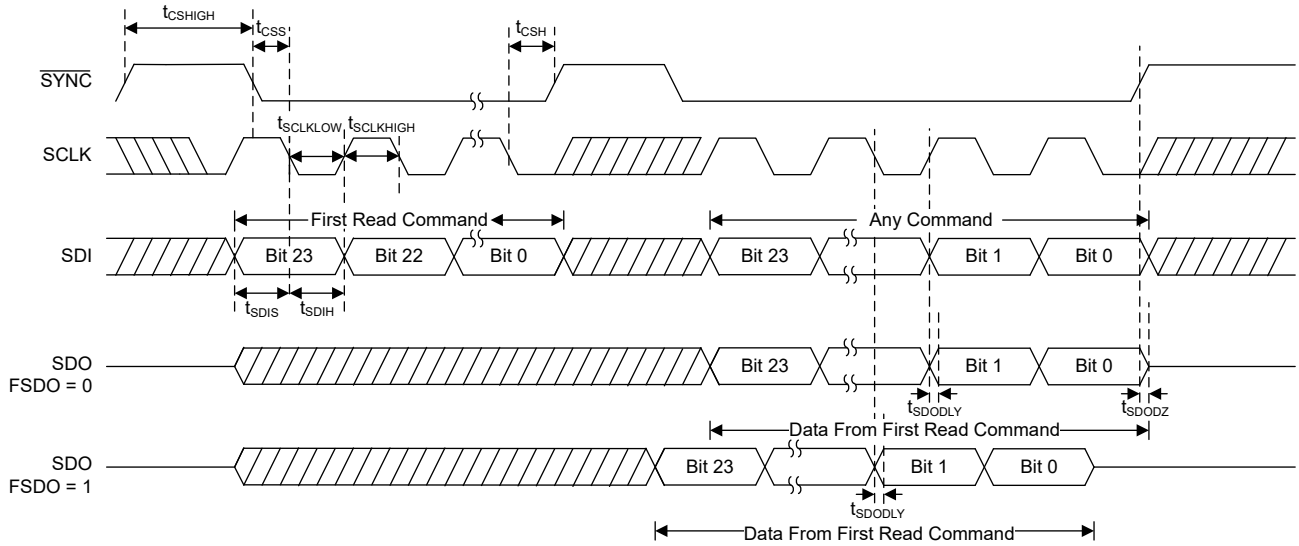 tCSHIGH
tCSS
tCSH
SYNC
tSCLKLOW tSCLKHIGH
SCLK
First Read Command
Any Command
SDI
Bit 23 Bit 22 Bit 0 Bit 23 Bit 1 Bit 0
tSDIS tSDIH
SDO
FSDO = 0
Bit 23 Bit 1 Bit 0
tSDODLY tSDODZ
Data From First Read Command
SDO
FSDO = 1
Bit 23 Bit 1 Bit 0
tSDODLY
Data From First Read Command